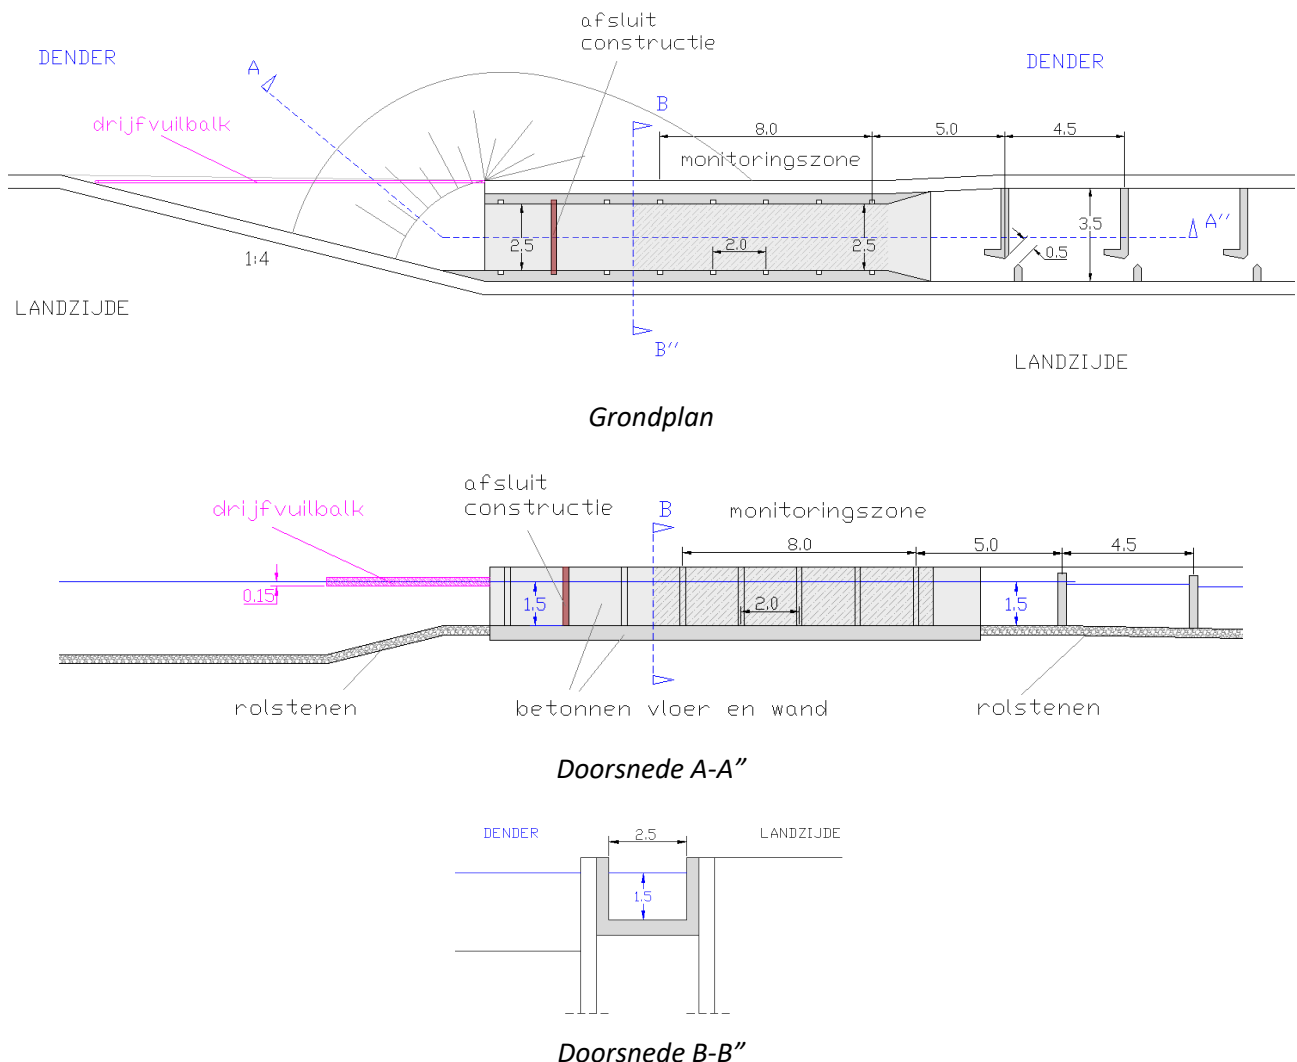 afsluit
constructie
DENDER
DENDER
A
B
drijfvuilbalk
8.0
5.0
4.5
monitoringszone
2.5
2.0
2.5
3.5
A’’
0.5
1:4
LANDZIJDE
B’’
LANDZIJDE
Grondplan
afsluit
constructie
drijfvuilbalk
B
monitoringszone
8.0
5.0
4.5
0.15
1.5
2.0
1.5
rolstenen
betonnen vloer en wand
rolstenen
Doorsnede A-A”
DENDER
2.5
LANDZIJDE
1.5
Doorsnede B-B”